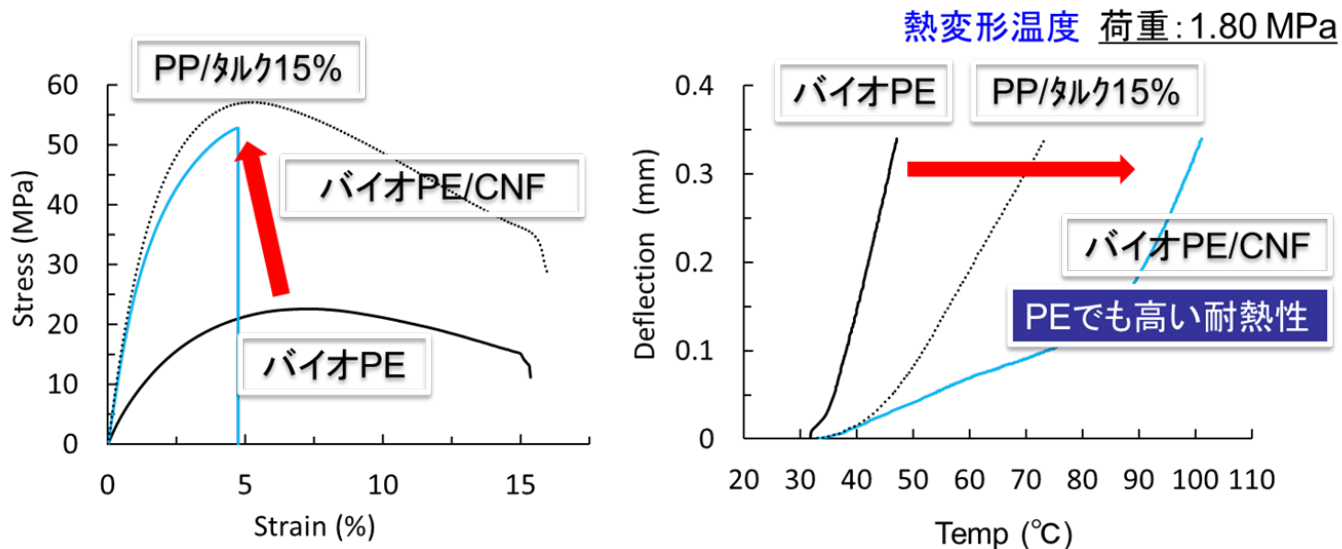 PP/タルク15%
バイオPE/CNF
バイオPE
Stress (MPa)
60
50
40
30
20
10
0
0
5
10
15
Strain (%)
熱変形温度 荷重:1.80 MPa
バイオPE
PP/タルク15%
バイオPE/CNF
PEでも高い耐熱性
Deflection (mm)
0.4
0.3
0.2
0.1
0
20 30 40 50 60 70 80 90 100 110
Temp (℃)